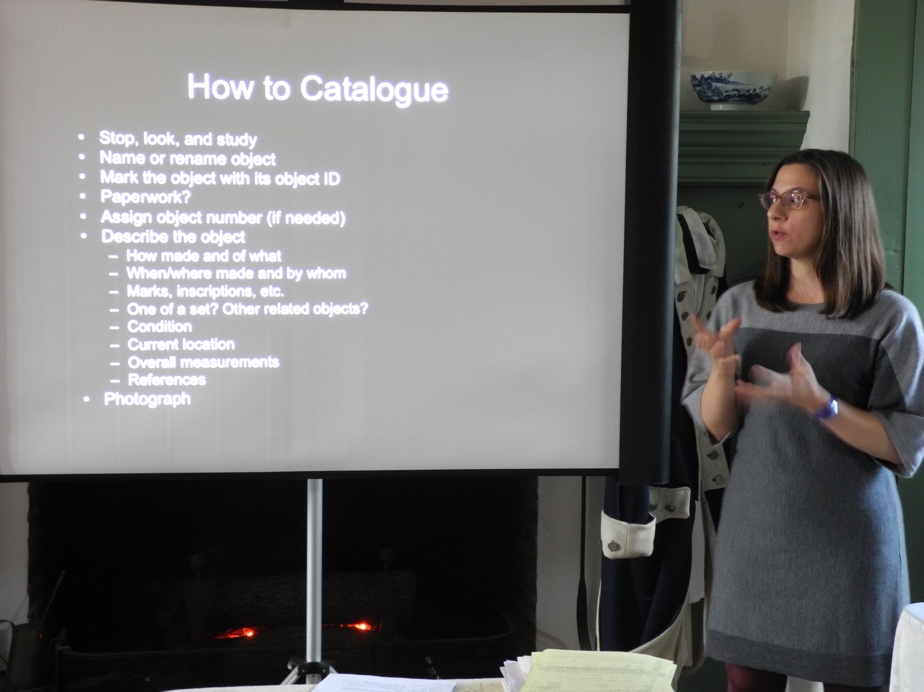 How to Catalogue
• Stop, look, and study
• Name or rename object
• Mark the object with its object ID
• Paperwork?
• Assign object number (if needed)
• Describe the object
– How made and of what
– When/where made and by whom
– Marks, inscriptions, etc.
– One of a set? Other related objects?
– Condition
– Current location
– Overall measurements
– References
• Photograph